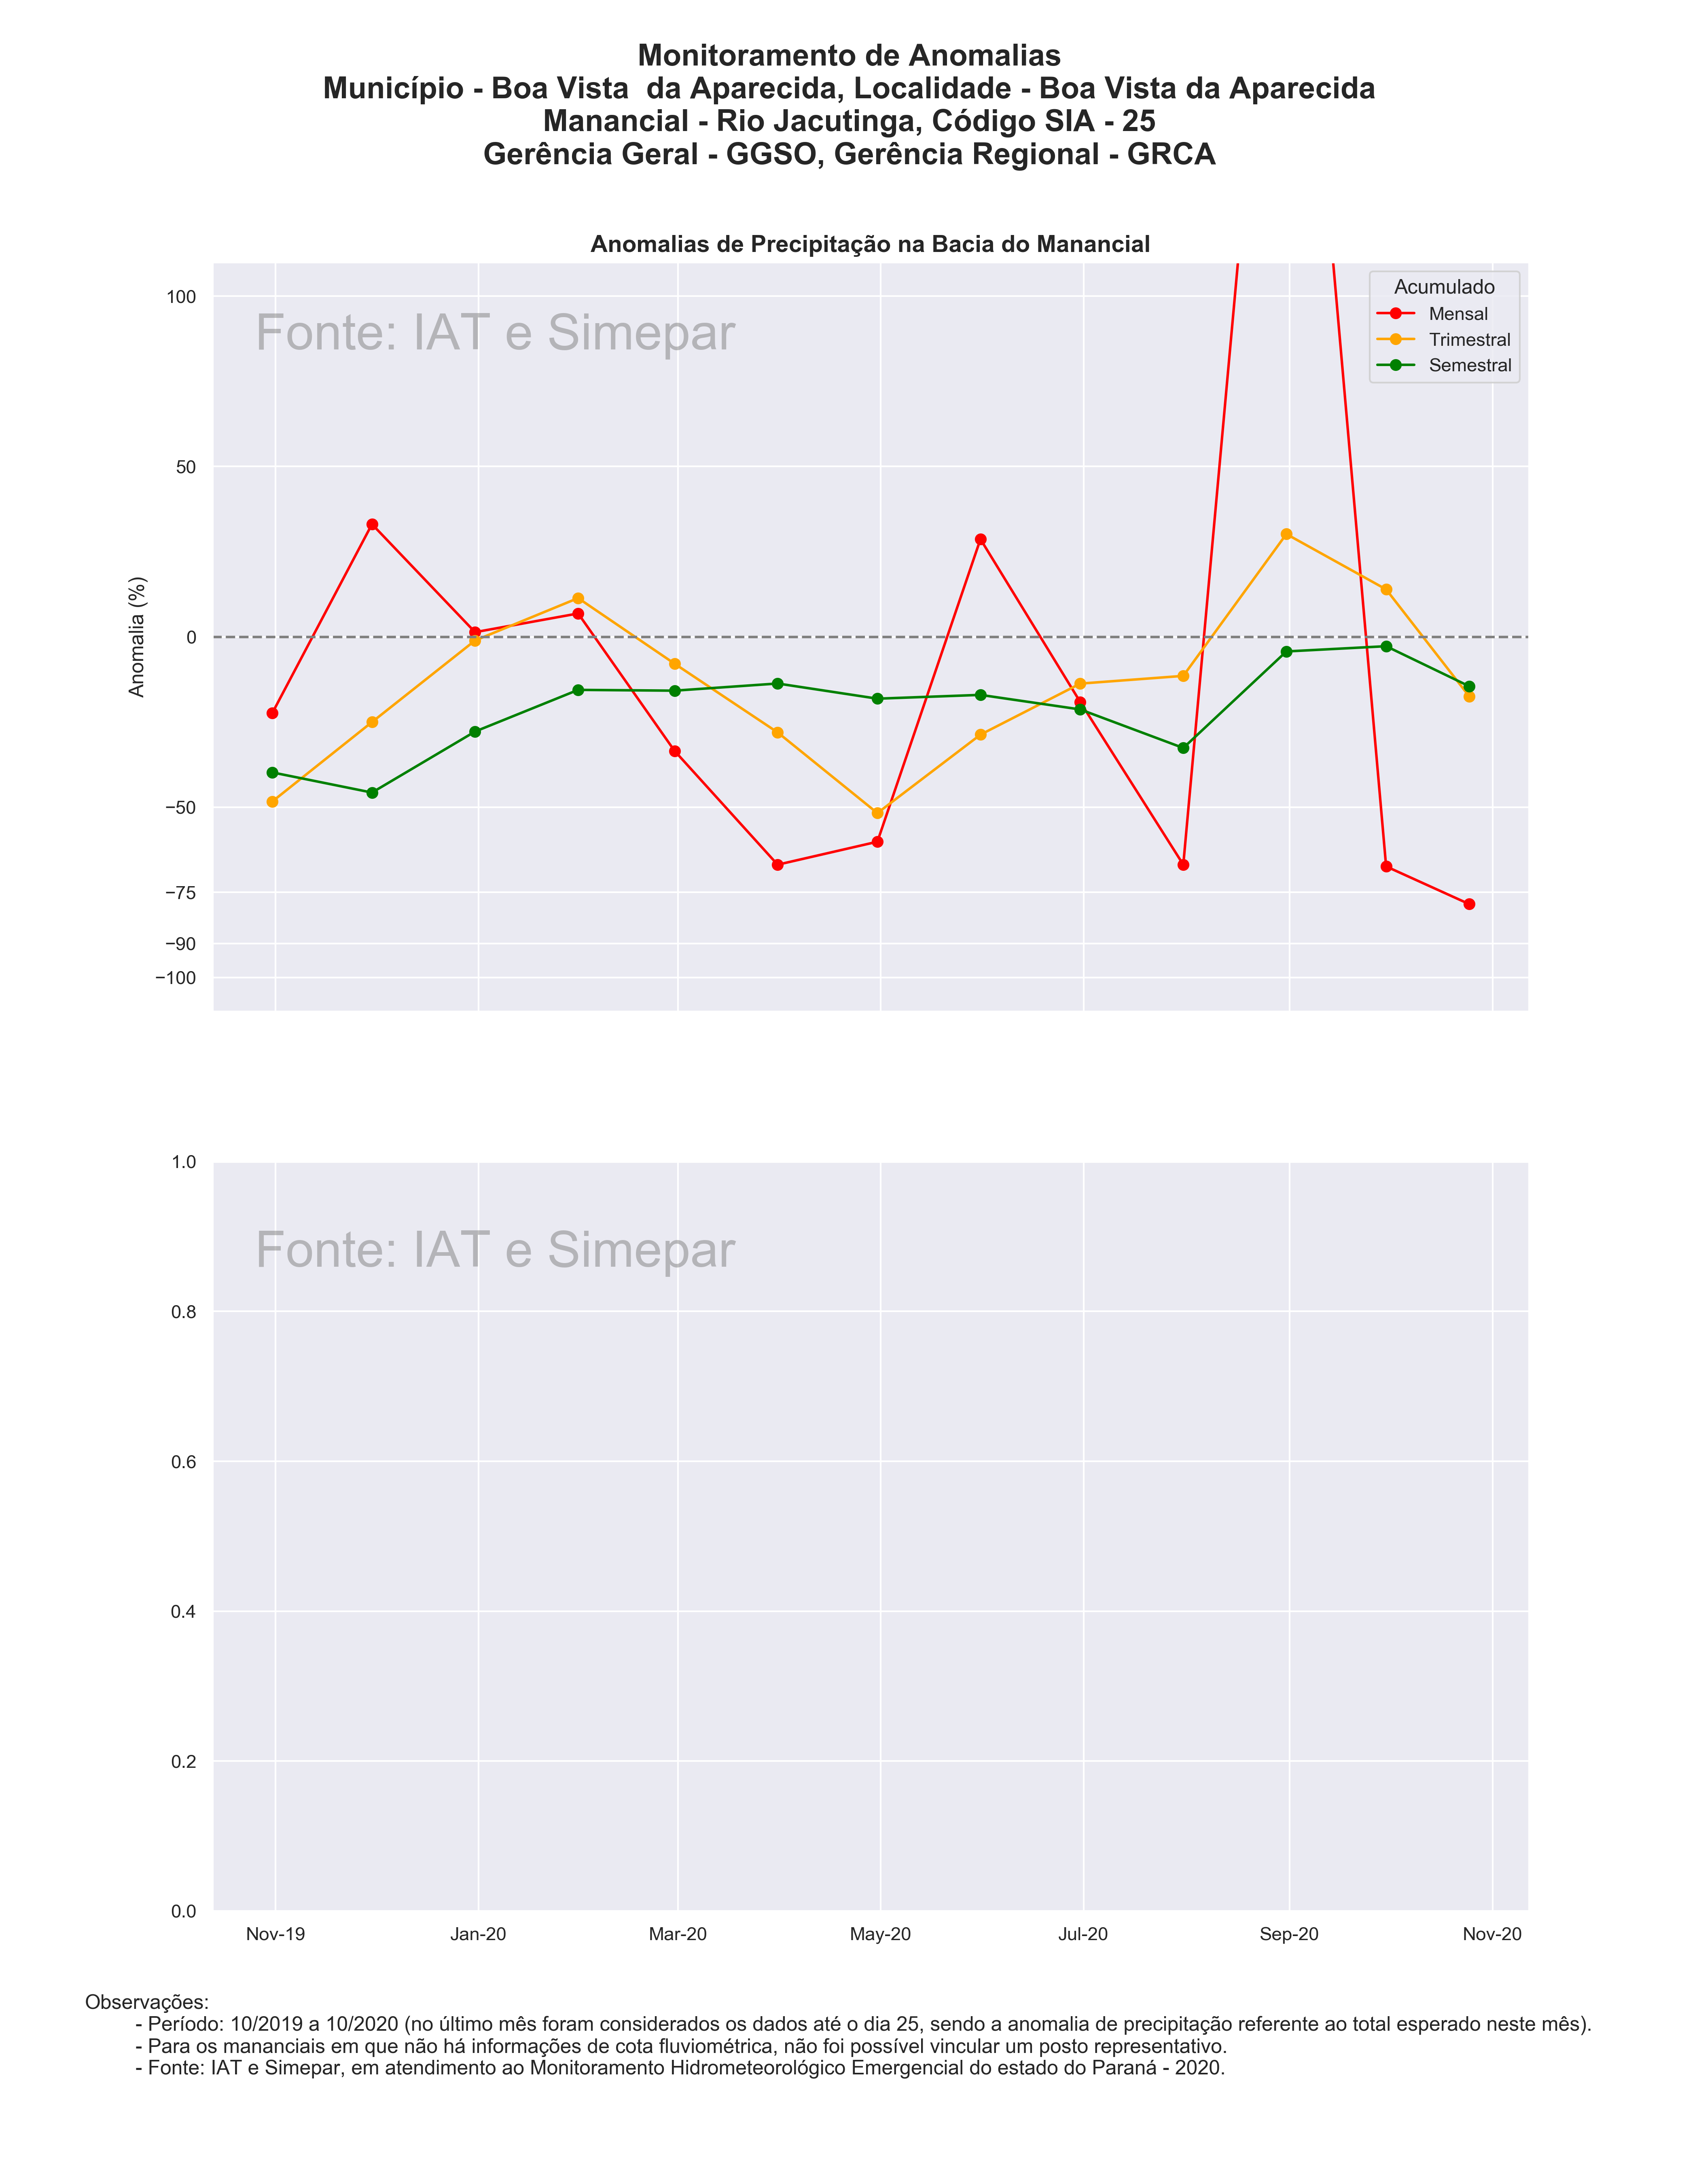 Monitoramento de Anomalias
Município - Boa Vista  da Aparecida, Localidade - Boa Vista da Aparecida
Manancial - Rio Jacutinga, Código SIA - 25
Gerência Geral - GGSO, Gerência Regional - GRCA
Anomalias de Precipitação na Bacia do Manancial
Fonte: IAT e Simepar
Acumulado
Mensal
Trimestral
Semestral
Anomalia (%)
100
50
0
−50
−75
−90
−100
Fonte: IAT e Simepar
1.0
0.8
0.6
0.4
0.2
0.0
Nov-19 Jan-20 Mar-20 May-20 Jul-20 Sep-20 Nov-20
Observações:
- Período: 10/2019 a 10/2020 (no último mês foram considerados os dados até o dia 25, sendo a anomalia de precipitação referente ao total esperado neste mês).
- Para os mananciais em que não há informações de cota fluviométrica, não foi possível vincular um posto representativo.
- Fonte: IAT e Simepar, em atendimento ao Monitoramento Hidrometeorológico Emergencial do estado do Paraná - 2020.